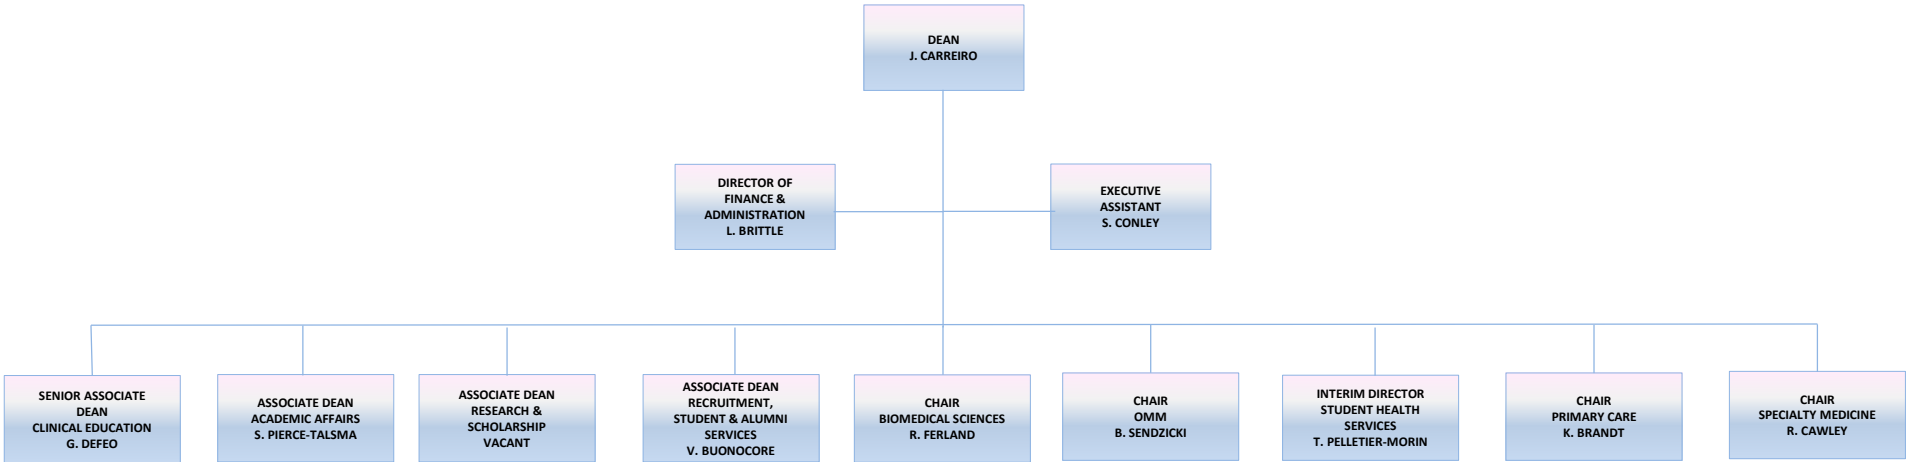 DEAN
J. CARREIRO
DIRECTOR OF
FINANCE &
ADMINISTRATION
L. BRITTLE
EXECUTIVE
ASSISTANT
S. CONLEY
SENIOR ASSOCIATE
DEAN
CLINICAL EDUCATION
G. DEFEO
ASSOCIATE DEAN
ACADEMIC AFFAIRS
S. PIERCE-TALSMA
ASSOCIATE DEAN
RESEARCH &
SCHOLARSHIP
VACANT
ASSOCIATE DEAN
RECRUITMENT,
STUDENT & ALUMNI
SERVICES
V. BUONOCORE
CHAIR
BIOMEDICAL SCIENCES
R. FERLAND
CHAIR
OMM
B. SENDZICKI
INTERIM DIRECTOR
STUDENT HEALTH
SERVICES
T. PELLETIER-MORIN
CHAIR
PRIMARY CARE
K. BRANDT
CHAIR
SPECIALTY MEDICINE
R. CAWLEY